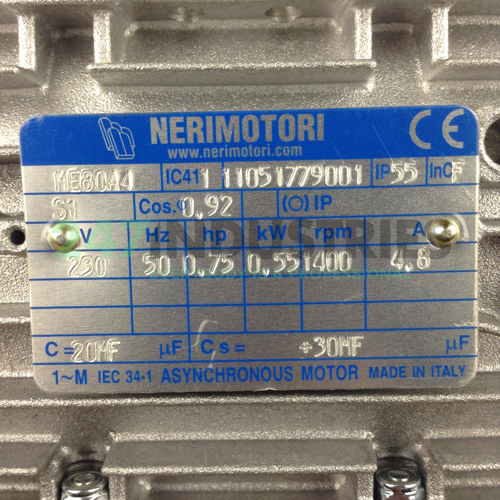 NERIMOTORI CE
www.nerimotori.com
ME80A4 IC411 11051779001 IP55 InCF
S1 Cos.φ0,92 (○) IP
V Hz hp kW rpm A
230 50 0,75 0,55 1400 4,8
C=20MF µF Cs= +30MF µF
1~M IEC 34-1 ASYNCHRONOUS MOTOR MADE IN ITALY
INDUSTRIES